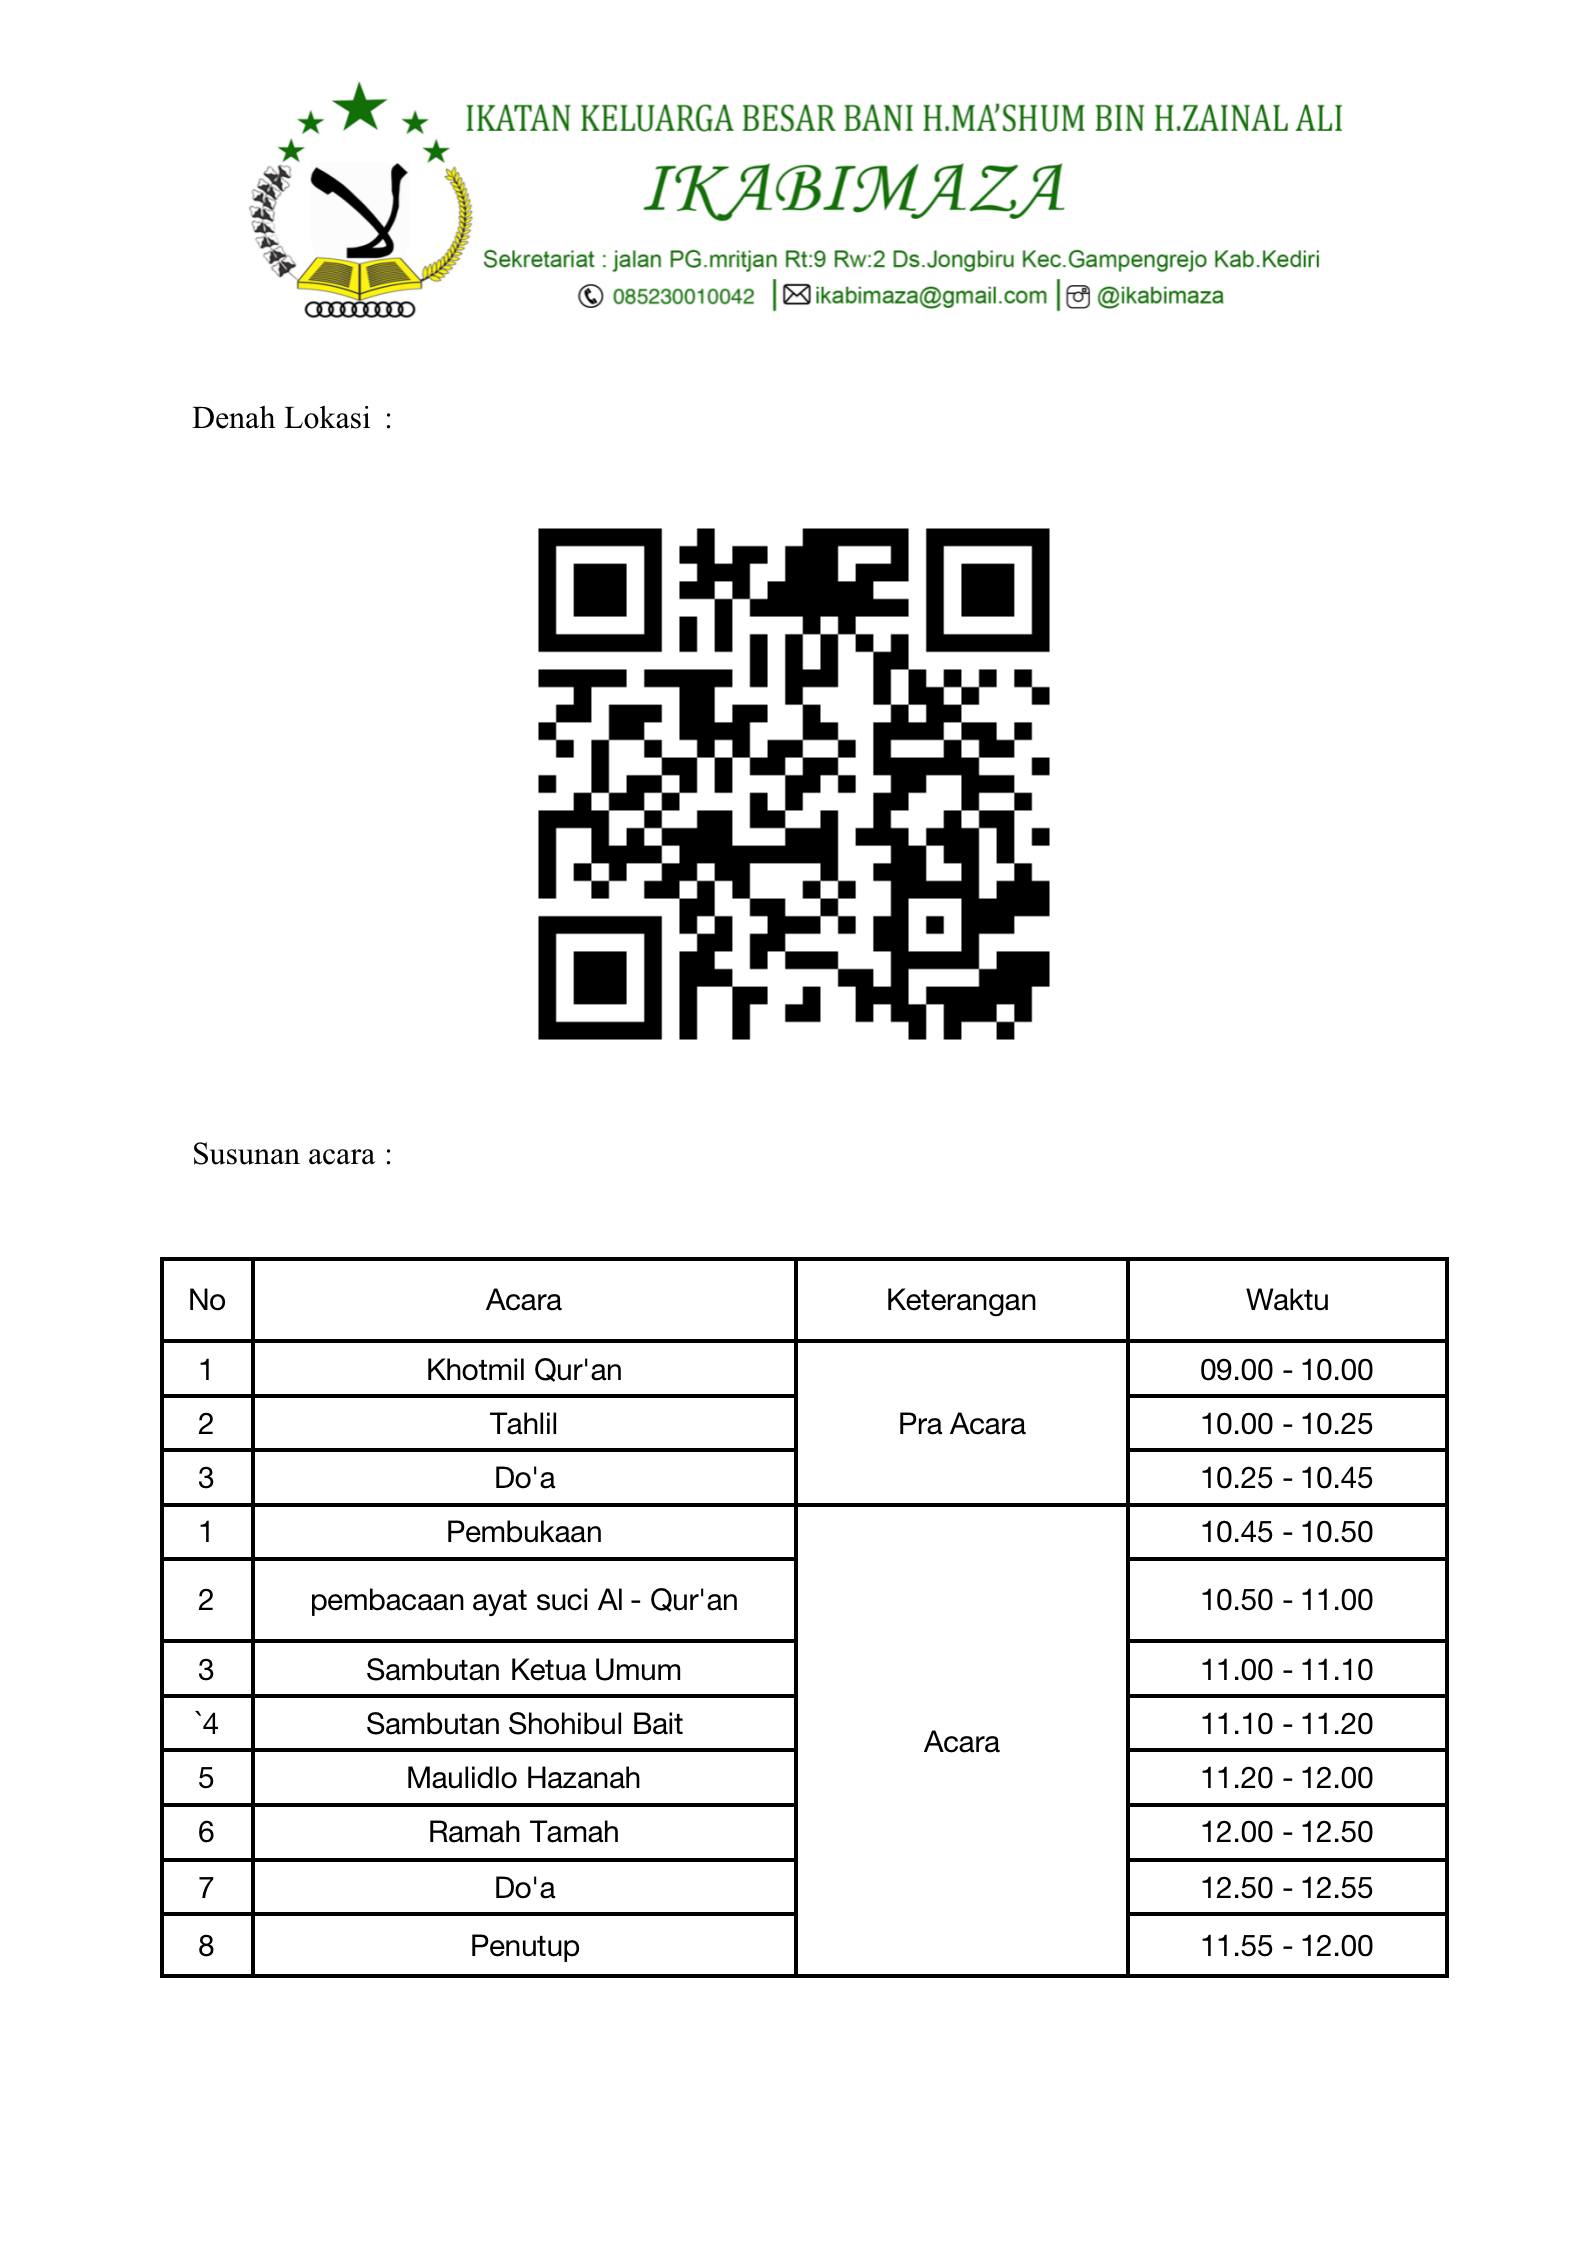 IKATAN KELUARGA BESAR BANI H.MA'SHUM BIN H.ZAINAL ALI
IKABIMAZA
Sekretariat : jalan PG.mritjan Rt:9 Rw:2 Ds.Jongbiru Kec.Gampengrejo Kab.Kediri
085230010042 | ikabimaza@gmail.com | @ikabimaza
لا
Denah Lokasi :
Susunan acara :
No Acara Keterangan Waktu
1 Khotmil Qur'an 09.00 - 10.00
2 Tahlil Pra Acara 10.00 - 10.25
3 Do'a 10.25 - 10.45
1 Pembukaan 10.45 - 10.50
2 pembacaan ayat suci Al - Qur'an 10.50 - 11.00
3 Sambutan Ketua Umum 11.00 - 11.10
`4 Sambutan Shohibul Bait 11.10 - 11.20
Acara
5 Maulidlo Hazanah 11.20 - 12.00
6 Ramah Tamah 12.00 - 12.50
7 Do'a 12.50 - 12.55
8 Penutup 11.55 - 12.00